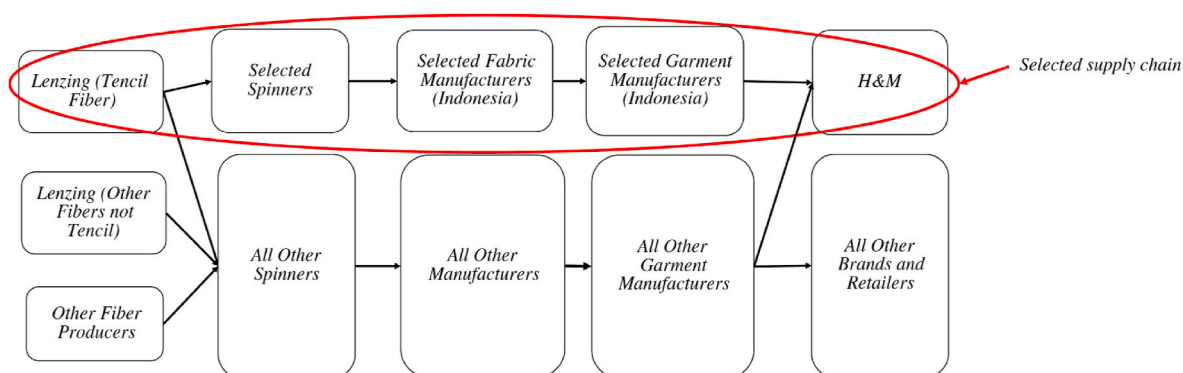 Lenzing (Tencil
Fiber)
Selected
Spinners
Selected Fabric
Manufacturers
(Indonesia)
Selected Garment
Manufacturers
(Indonesia)
H&M
Selected supply chain
Lenzing (Other
Fibers not
Tencil)
Other Fiber
Producers
All Other
Spinners
All Other
Manufacturers
All Other
Garment
Manufacturers
All Other
Brands and
Retailers